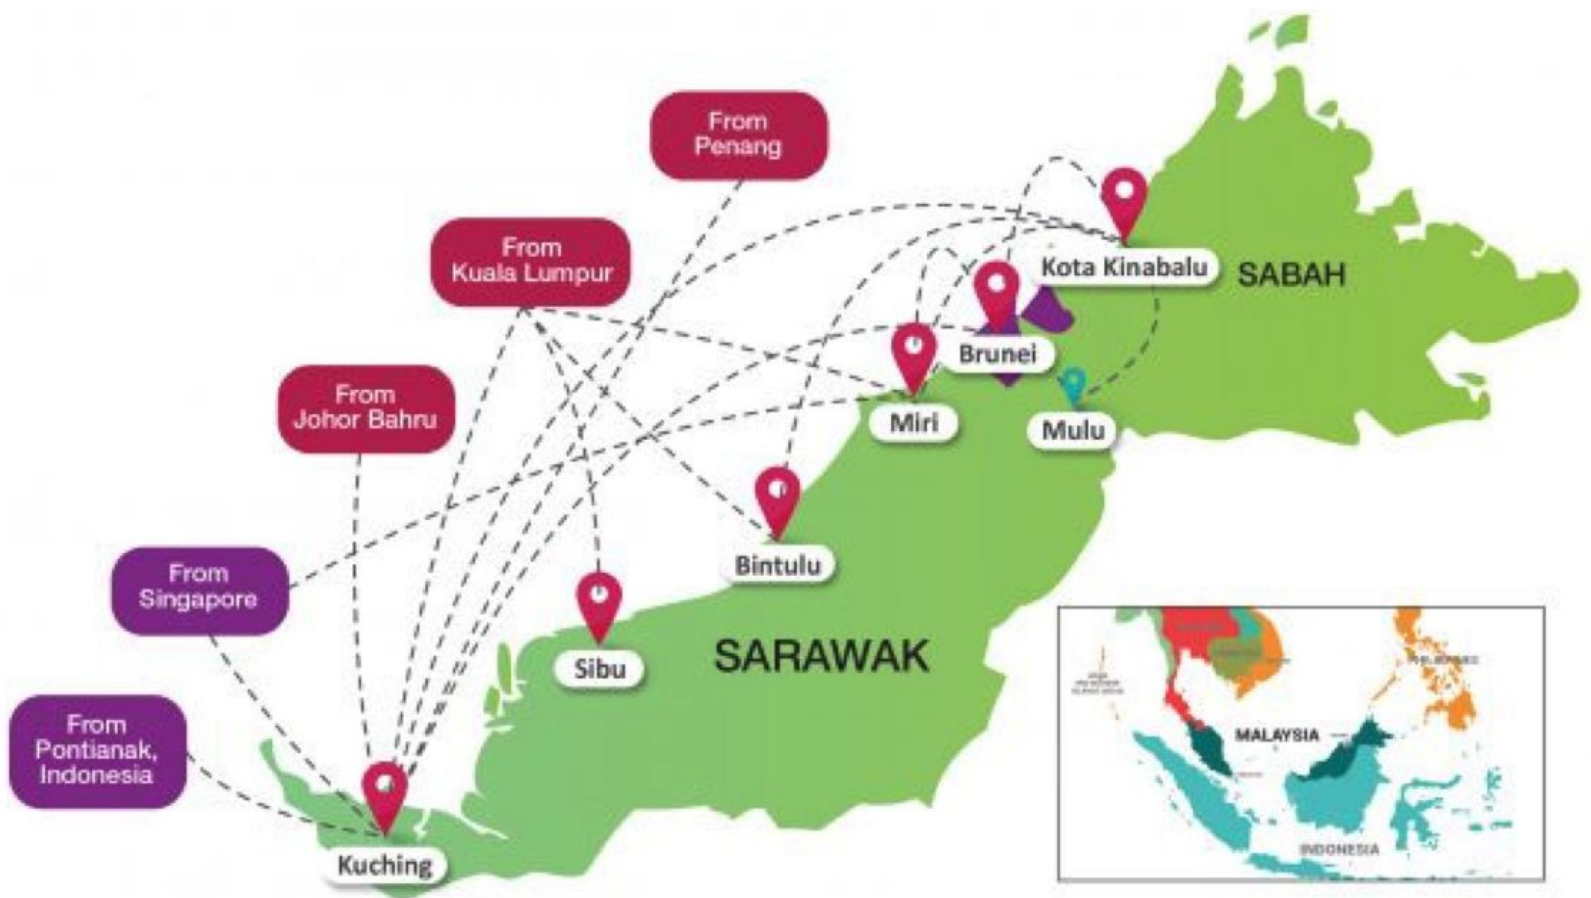 From
Penang
From
Kuala Lumpur
Kota Kinabalu
SABAH
Brunei
From
Johor Bahru
Miri
Mulu
Bintulu
From
Singapore
SARAWAK
Sibu
From
Pontianak,
Indonesia
Kuching
PHILIPPINES
MALAYSIA
INDONESIA